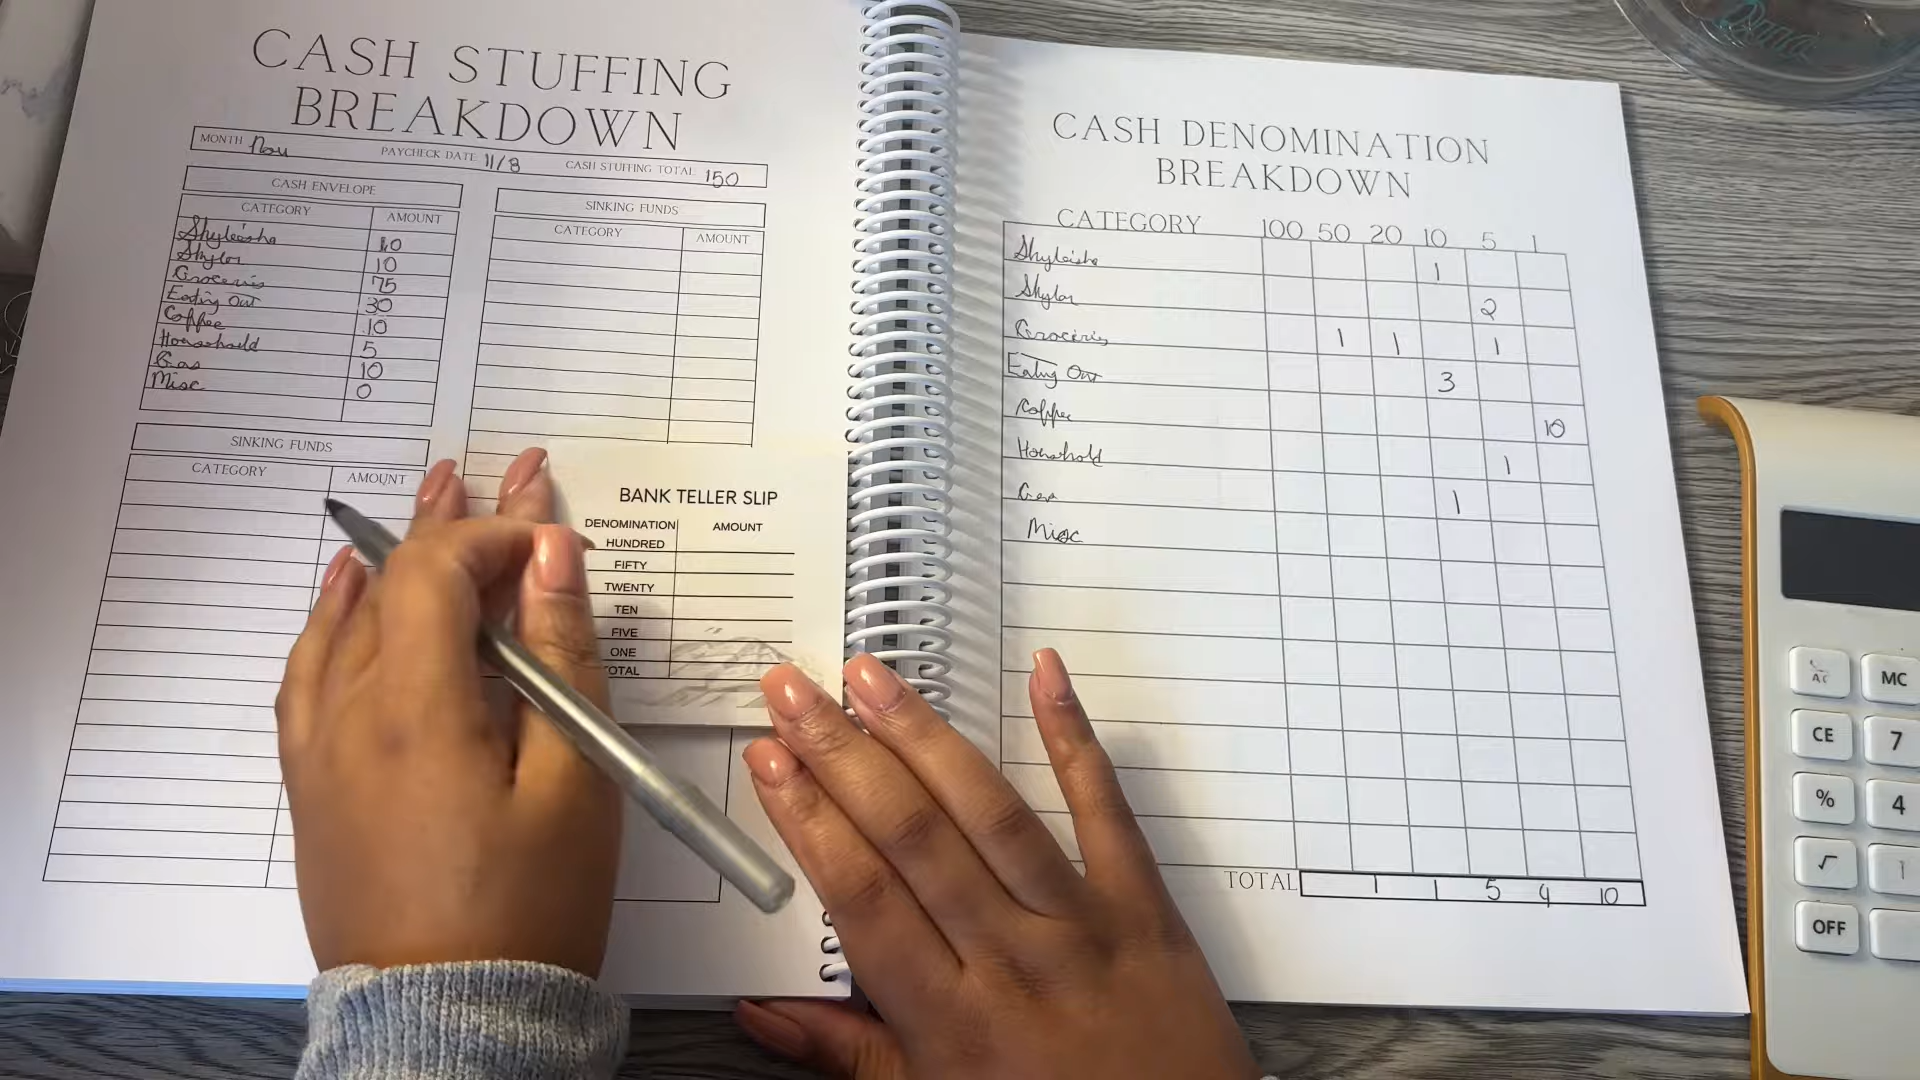 CASH STUFFING
BREAKDOWN
MONTH Nov PAYCHECK DATE 11/8 CASH STUFFING TOTAL 150
CASH ENVELOPE
CATEGORY AMOUNT
Shyleisha 10
Skylar 10
Groceries 75
Eating Out 30
Coffee 10
Household 5
Gas 10
Misc 0
SINKING FUNDS
CATEGORY AMOUNT
SINKING FUNDS
CATEGORY AMOUNT
BANK TELLER SLIP
DENOMINATION AMOUNT
HUNDRED
FIFTY
TWENTY
TEN
FIVE
ONE
TOTAL
CASH DENOMINATION
BREAKDOWN
CATEGORY 100 50 20 10 5 1
Shyleisha 1
Skylar 2
Groceries 1 1 1
Eating Out 3
Coffee 10
Household 1
Gas 1
Misc
TOTAL 1 1 5 4 10
AC MC
CE 7
% 4
√ 1
OFF